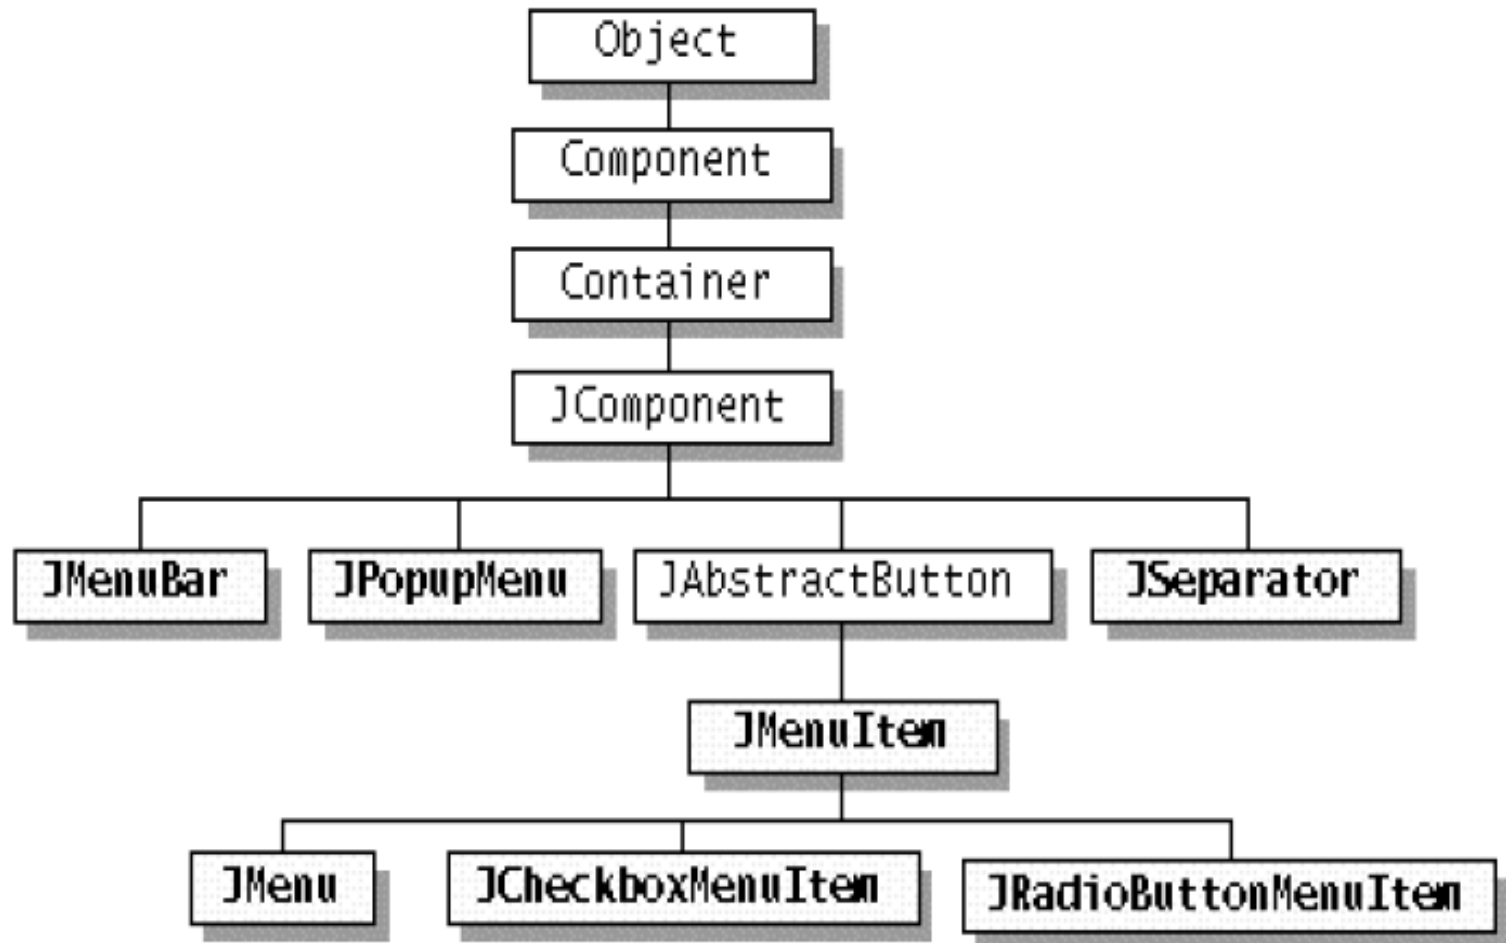 Object
Component
Container
JComponent
JMenuBar JPopupMenu JAbstractButton JSeparator
JMenuItem
JMenu JCheckboxMenuItem JRadioButtonMenuItem